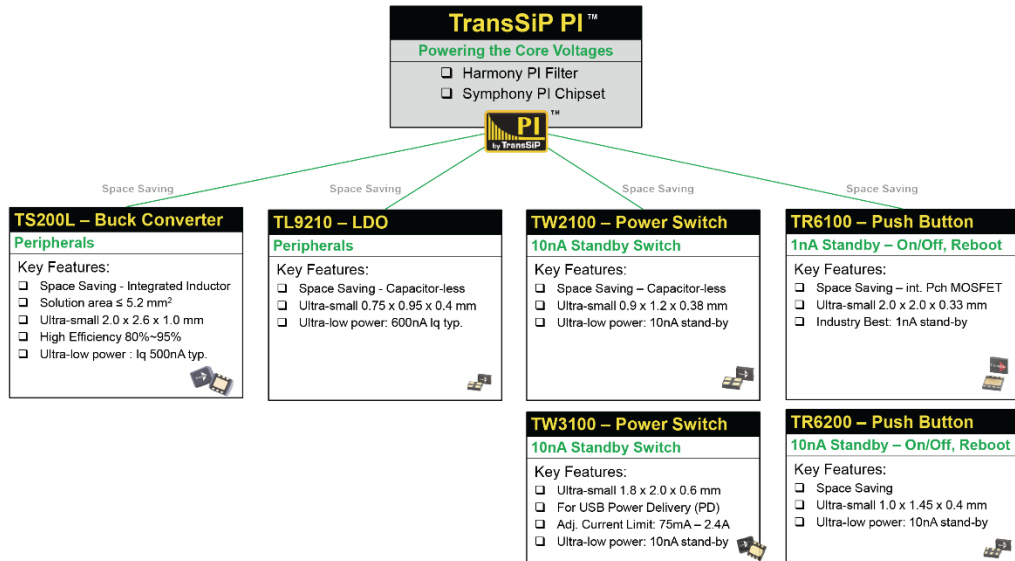 TransSiP PI™
Powering the Core Voltages
❑ Harmony PI Filter
❑ Symphony PI Chipset
PI™
by TransSiP
Space Saving
Space Saving
Space Saving
Space Saving
TS200L – Buck Converter
Peripherals
Key Features:
❑ Space Saving - Integrated Inductor
❑ Solution area ≤ 5.2 mm²
❑ Ultra-small 2.0 x 2.6 x 1.0 mm
❑ High Efficiency 80%~95%
❑ Ultra-low power : Iq 500nA typ.
TL9210 – LDO
Peripherals
Key Features:
❑ Space Saving - Capacitor-less
❑ Ultra-small 0.75 x 0.95 x 0.4 mm
❑ Ultra-low power: 600nA Iq typ.
TW2100 – Power Switch
10nA Standby Switch
Key Features:
❑ Space Saving – Capacitor-less
❑ Ultra-small 0.9 x 1.2 x 0.38 mm
❑ Ultra-low power: 10nA stand-by
TR6100 – Push Button
1nA Standby – On/Off, Reboot
Key Features:
❑ Space Saving – int. Pch MOSFET
❑ Ultra-small 2.0 x 2.0 x 0.33 mm
❑ Industry Best: 1nA stand-by
TW3100 – Power Switch
10nA Standby Switch
Key Features:
❑ Ultra-small 1.8 x 2.0 x 0.6 mm
❑ For USB Power Delivery (PD)
❑ Adj. Current Limit: 75mA – 2.4A
❑ Ultra-low power: 10nA stand-by
TR6200 – Push Button
10nA Standby – On/Off, Reboot
Key Features:
❑ Space Saving
❑ Ultra-small 1.0 x 1.45 x 0.4 mm
❑ Ultra-low power: 10nA stand-by